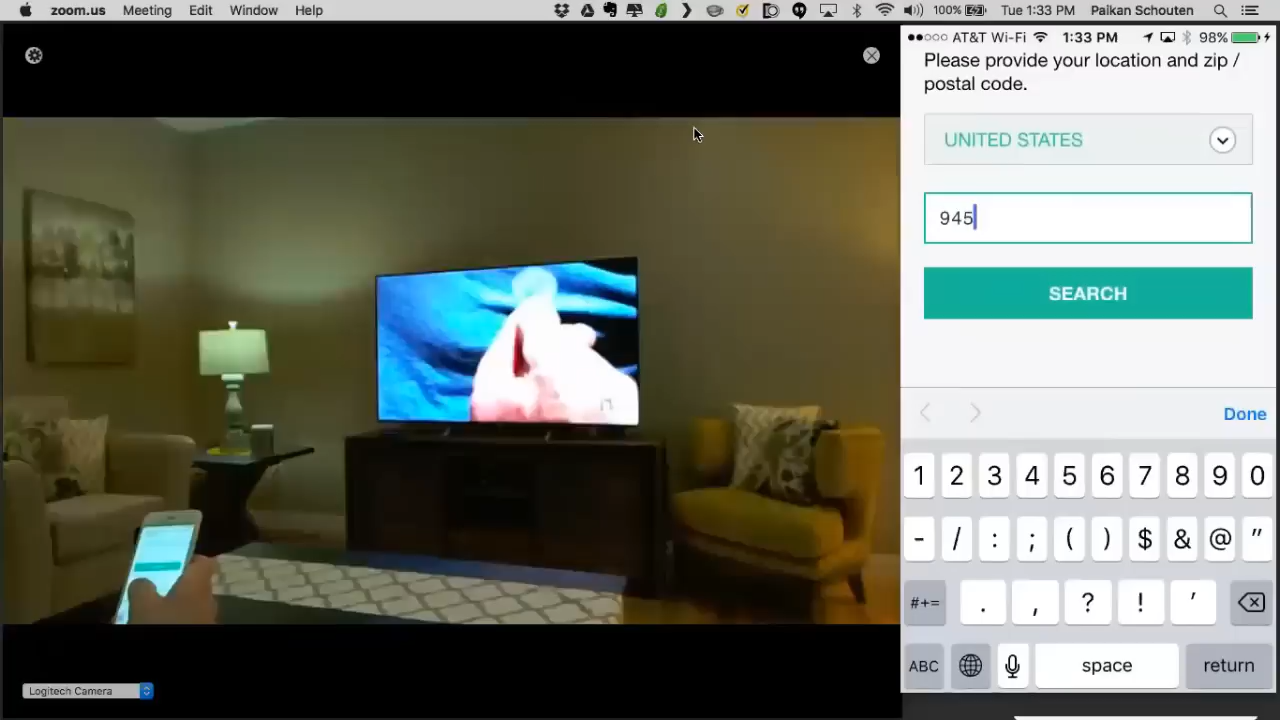 zoom.us Meeting Edit Window Help 100% Tue 1:33 PM Paikan Schouten
AT&T Wi-Fi 1:33 PM 98%
Please provide your location and zip /
postal code.
UNITED STATES
945
SEARCH
Done
1 2 3 4 5 6 7 8 9 0
- / : ; ( ) $ & @ "
#+= . , ? ! '
ABC space return
Logitech Camera